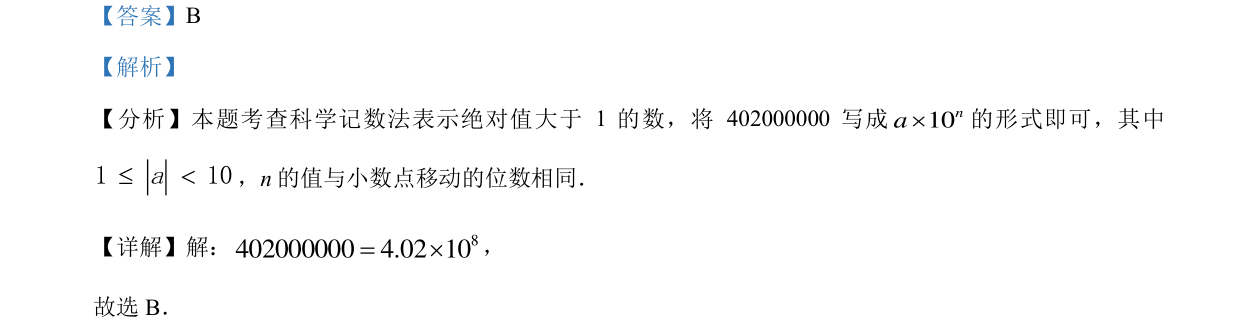 【答案】B
【解析】
【分析】本题考查科学记数法表示绝对值大于 1 的数，将 402000000 写成 a×10ⁿ 的形式即可，其中
1 ≤ |a| < 10，n 的值与小数点移动的位数相同．
【详解】解：402000000＝4.02×10⁸，
故选 B．